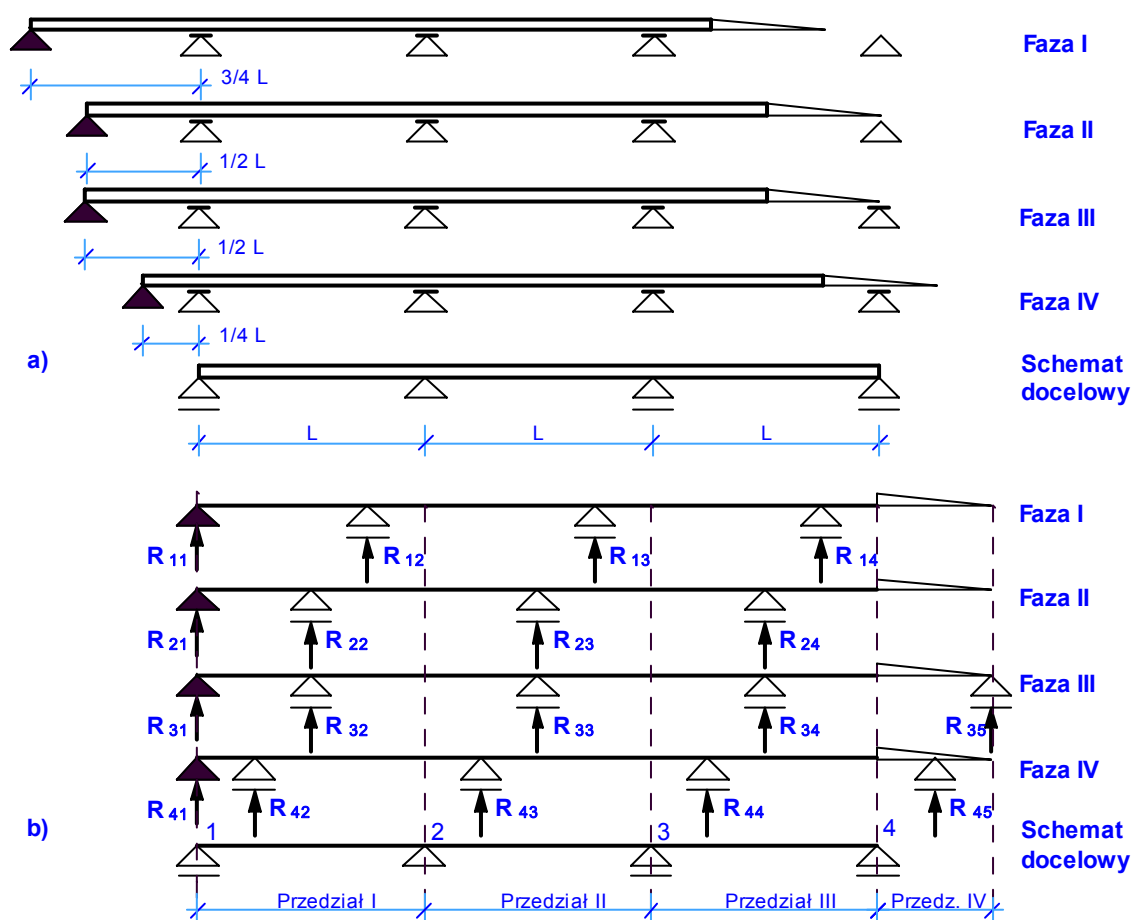 Faza I
3/4 L
Faza II
1/2 L
Faza III
1/2 L
Faza IV
1/4 L
a)
Schemat
docelowy
L L L
Faza I
R 11 R 12 R 13 R 14
Faza II
R 21 R 22 R 23 R 24
Faza III
R 31 R 32 R 33 R 34 R 35
Faza IV
R 41 R 42 R 43 R 44 R 45
b)
1 2 3 4
Schemat
docelowy
Przedział I Przedział II Przedział III Przedz. IV